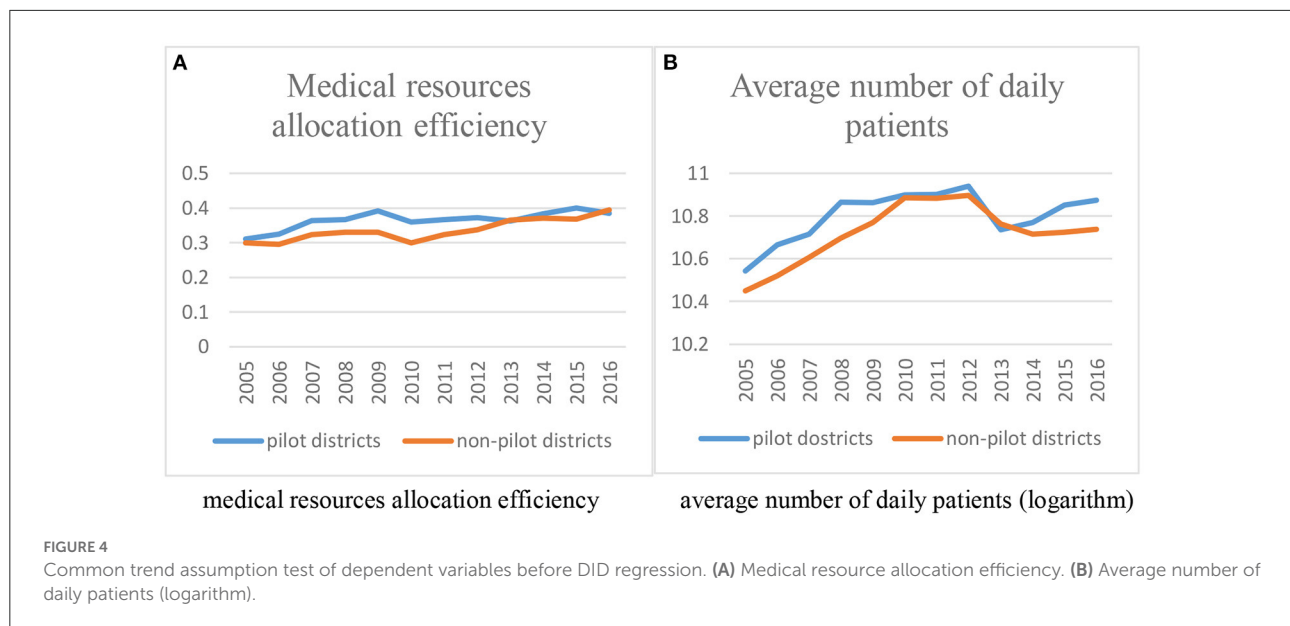 A
Medical resources
allocation efficiency
0.5
0.4
0.3
0.2
0.1
0
2005
2006
2007
2008
2009
2010
2011
2012
2013
2014
2015
2016
pilot districts
non-pilot districts
medical resources allocation efficiency
B
Average number of daily
patients
11
10.8
10.6
10.4
10.2
2005
2006
2007
2008
2009
2010
2011
2012
2013
2014
2015
2016
pilot dostricts
non-pilot districts
average number of daily patients (logarithm)
FIGURE 4
Common trend assumption test of dependent variables before DID regression. (A) Medical resource allocation efficiency. (B) Average number of
daily patients (logarithm).